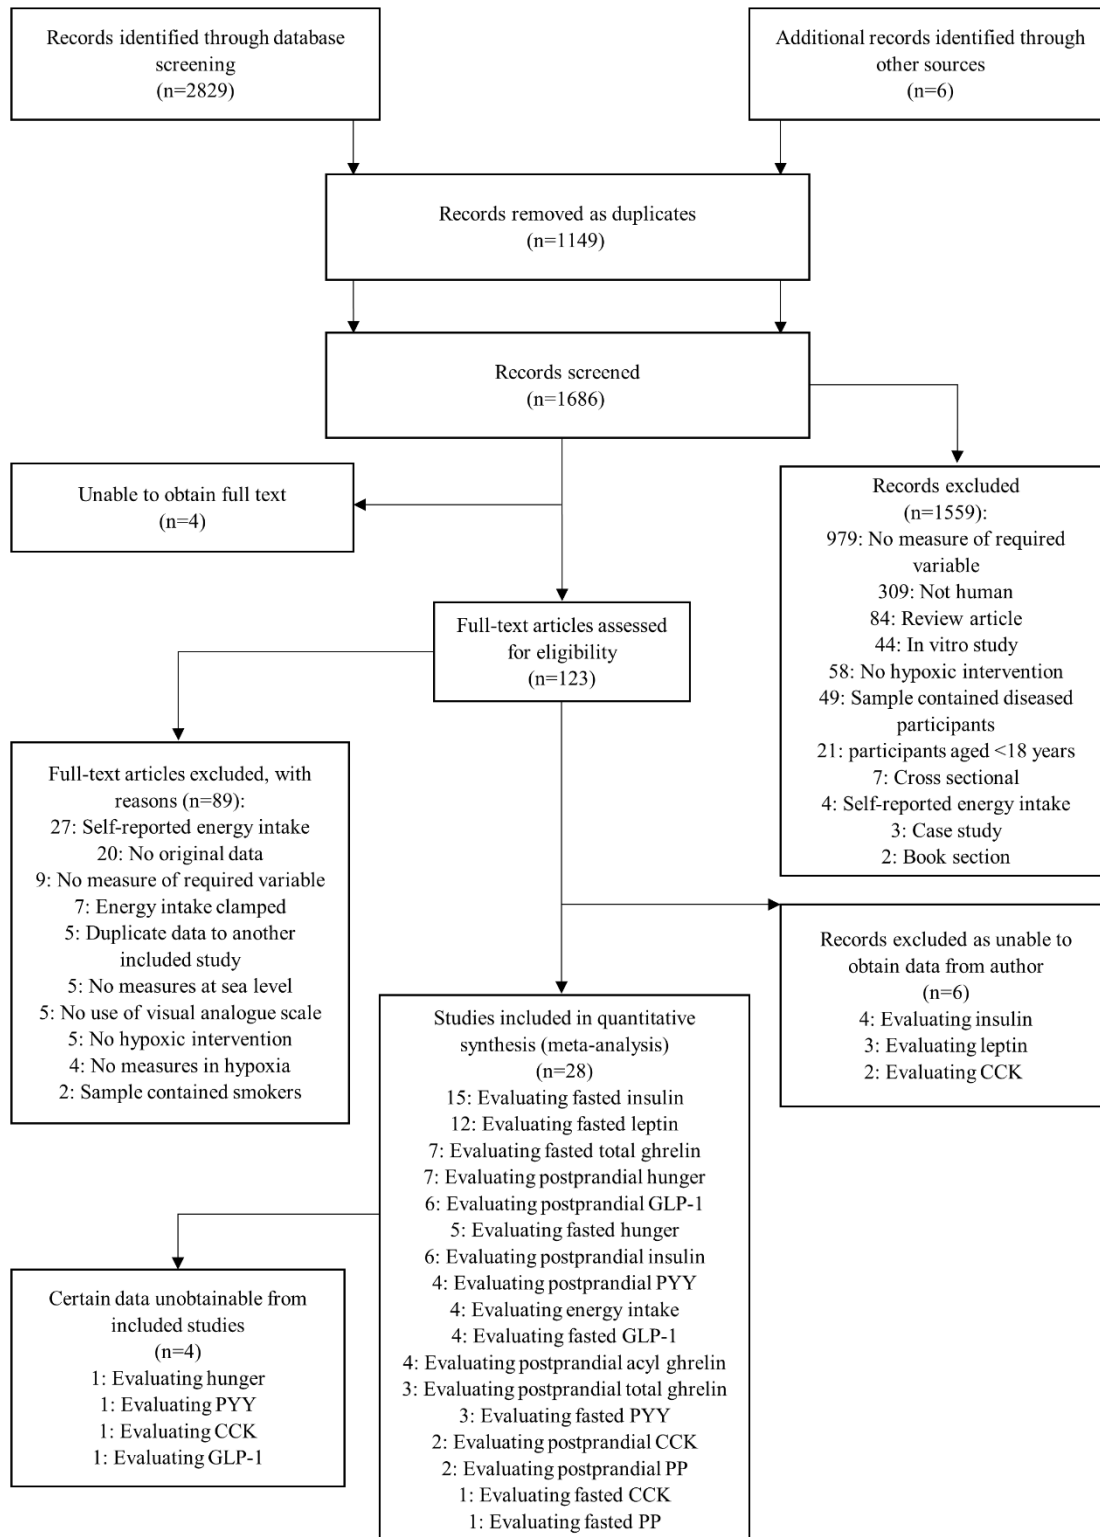 Records identified through database
screening
(n=2829)
Additional records identified through
other sources
(n=6)
Records removed as duplicates
(n=1149)
Records screened
(n=1686)
Unable to obtain full text
(n=4)
Records excluded
(n=1559):
979: No measure of required
variable
309: Not human
84: Review article
44: In vitro study
58: No hypoxic intervention
49: Sample contained diseased
participants
21: participants aged <18 years
7: Cross sectional
4: Self-reported energy intake
3: Case study
2: Book section
Full-text articles assessed
for eligibility
(n=123)
Full-text articles excluded, with
reasons (n=89):
27: Self-reported energy intake
20: No original data
9: No measure of required variable
7: Energy intake clamped
5: Duplicate data to another
included study
5: No measures at sea level
5: No use of visual analogue scale
5: No hypoxic intervention
4: No measures in hypoxia
2: Sample contained smokers
Records excluded as unable to
obtain data from author
(n=6)
4: Evaluating insulin
3: Evaluating leptin
2: Evaluating CCK
Studies included in quantitative
synthesis (meta-analysis)
(n=28)
15: Evaluating fasted insulin
12: Evaluating fasted leptin
7: Evaluating fasted total ghrelin
7: Evaluating postprandial hunger
6: Evaluating postprandial GLP-1
5: Evaluating fasted hunger
6: Evaluating postprandial insulin
4: Evaluating postprandial PYY
4: Evaluating energy intake
4: Evaluating fasted GLP-1
4: Evaluating postprandial acyl ghrelin
3: Evaluating postprandial total ghrelin
3: Evaluating fasted PYY
2: Evaluating postprandial CCK
2: Evaluating postprandial PP
1: Evaluating fasted CCK
1: Evaluating fasted PP
Certain data unobtainable from
included studies
(n=4)
1: Evaluating hunger
1: Evaluating PYY
1: Evaluating CCK
1: Evaluating GLP-1